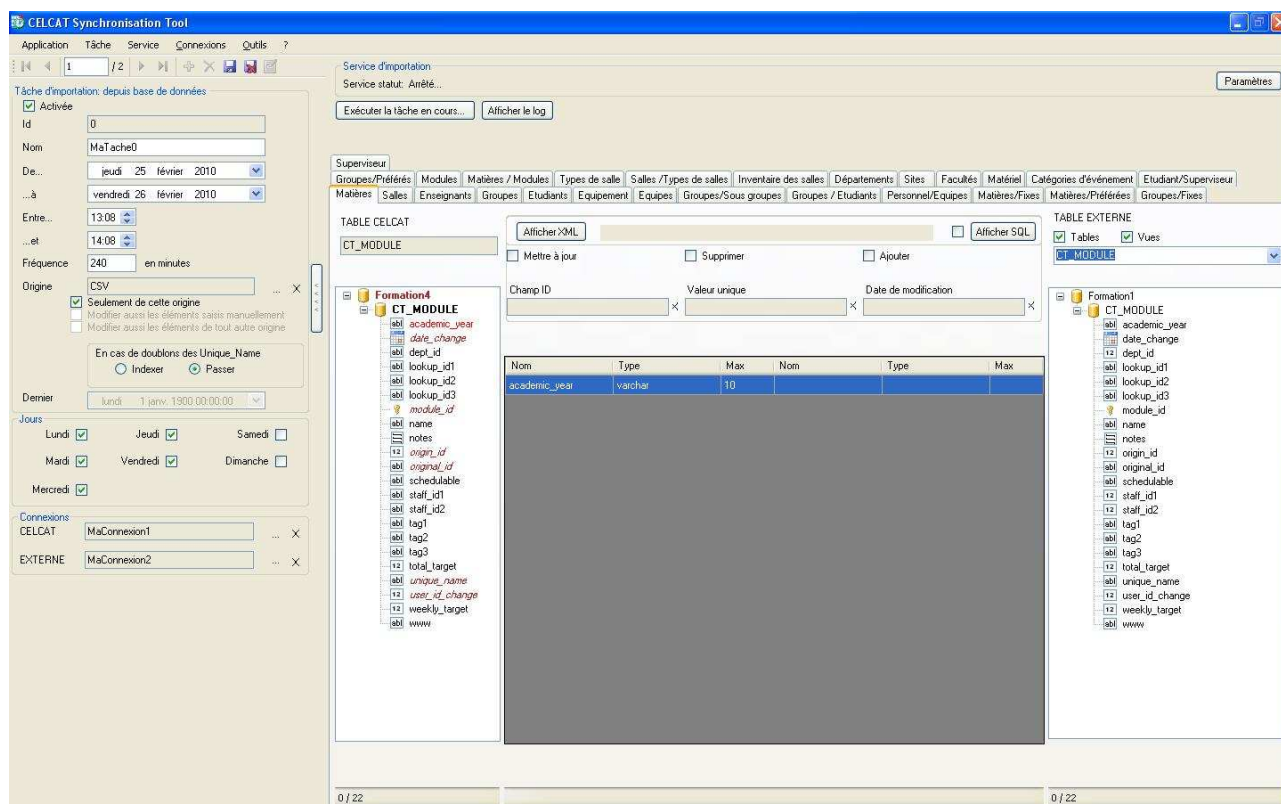 CELCAT Synchronisation Tool
Application Tâche Service Connexions Outils ?
1 / 2
Tâche d'importation: depuis base de données
Activée
Id 0
Nom MaTache0
De... jeudi 25 février 2010
...à vendredi 26 février 2010
Entre... 13:08
...et 14:08
Fréquence 240 en minutes
Origine CSV ... X
Seulement de cette origine
Modifier aussi les éléments saisis manuellement
Modifier aussi les éléments de tout autre origine
En cas de doublons des Unique_Name
Indexer Passer
Dernier lundi 1 janv. 1900 00:00:00
Jours
Lundi Jeudi Samedi
Mardi Vendredi Dimanche
Mercredi
Connexions
CELCAT MaConnexion1 ... X
EXTERNE MaConnexion2 ... X
Service d'importation
Service statut: Arrêté...
Paramètres
Exécuter la tâche en cours... Afficher le log
Superviseur
Groupes/Préférés Modules Matières / Modules Types de salle Salles /Types de salles Inventaire des salles Départements Sites Facultés Matériel Catégories d'événement Etudiant/Superviseur
Matières Salles Enseignants Groupes Etudiants Equipement Equipes Groupes/Sous groupes Groupes / Etudiants Personnel/Equipes Matières/Fixes Matières/Préférées Groupes/Fixes
TABLE CELCAT
CT_MODULE
Formation4
CT_MODULE
academic_year
date_change
dept_id
lookup_id1
lookup_id2
lookup_id3
module_id
name
notes
origin_id
original_id
schedulable
staff_id1
staff_id2
tag1
tag2
tag3
total_target
unique_name
user_id_change
weekly_target
www
0 / 22
Afficher XML Afficher SQL
Mettre à jour Supprimer Ajouter
Champ ID Valeur unique Date de modification
X X X
Nom Type Max Nom Type Max
academic_year varchar 10
TABLE EXTERNE
Tables Vues
CT_MODULE
Formation1
CT_MODULE
academic_year
date_change
dept_id
lookup_id1
lookup_id2
lookup_id3
module_id
name
notes
origin_id
original_id
schedulable
staff_id1
staff_id2
tag1
tag2
tag3
total_target
unique_name
user_id_change
weekly_target
www
0 / 22